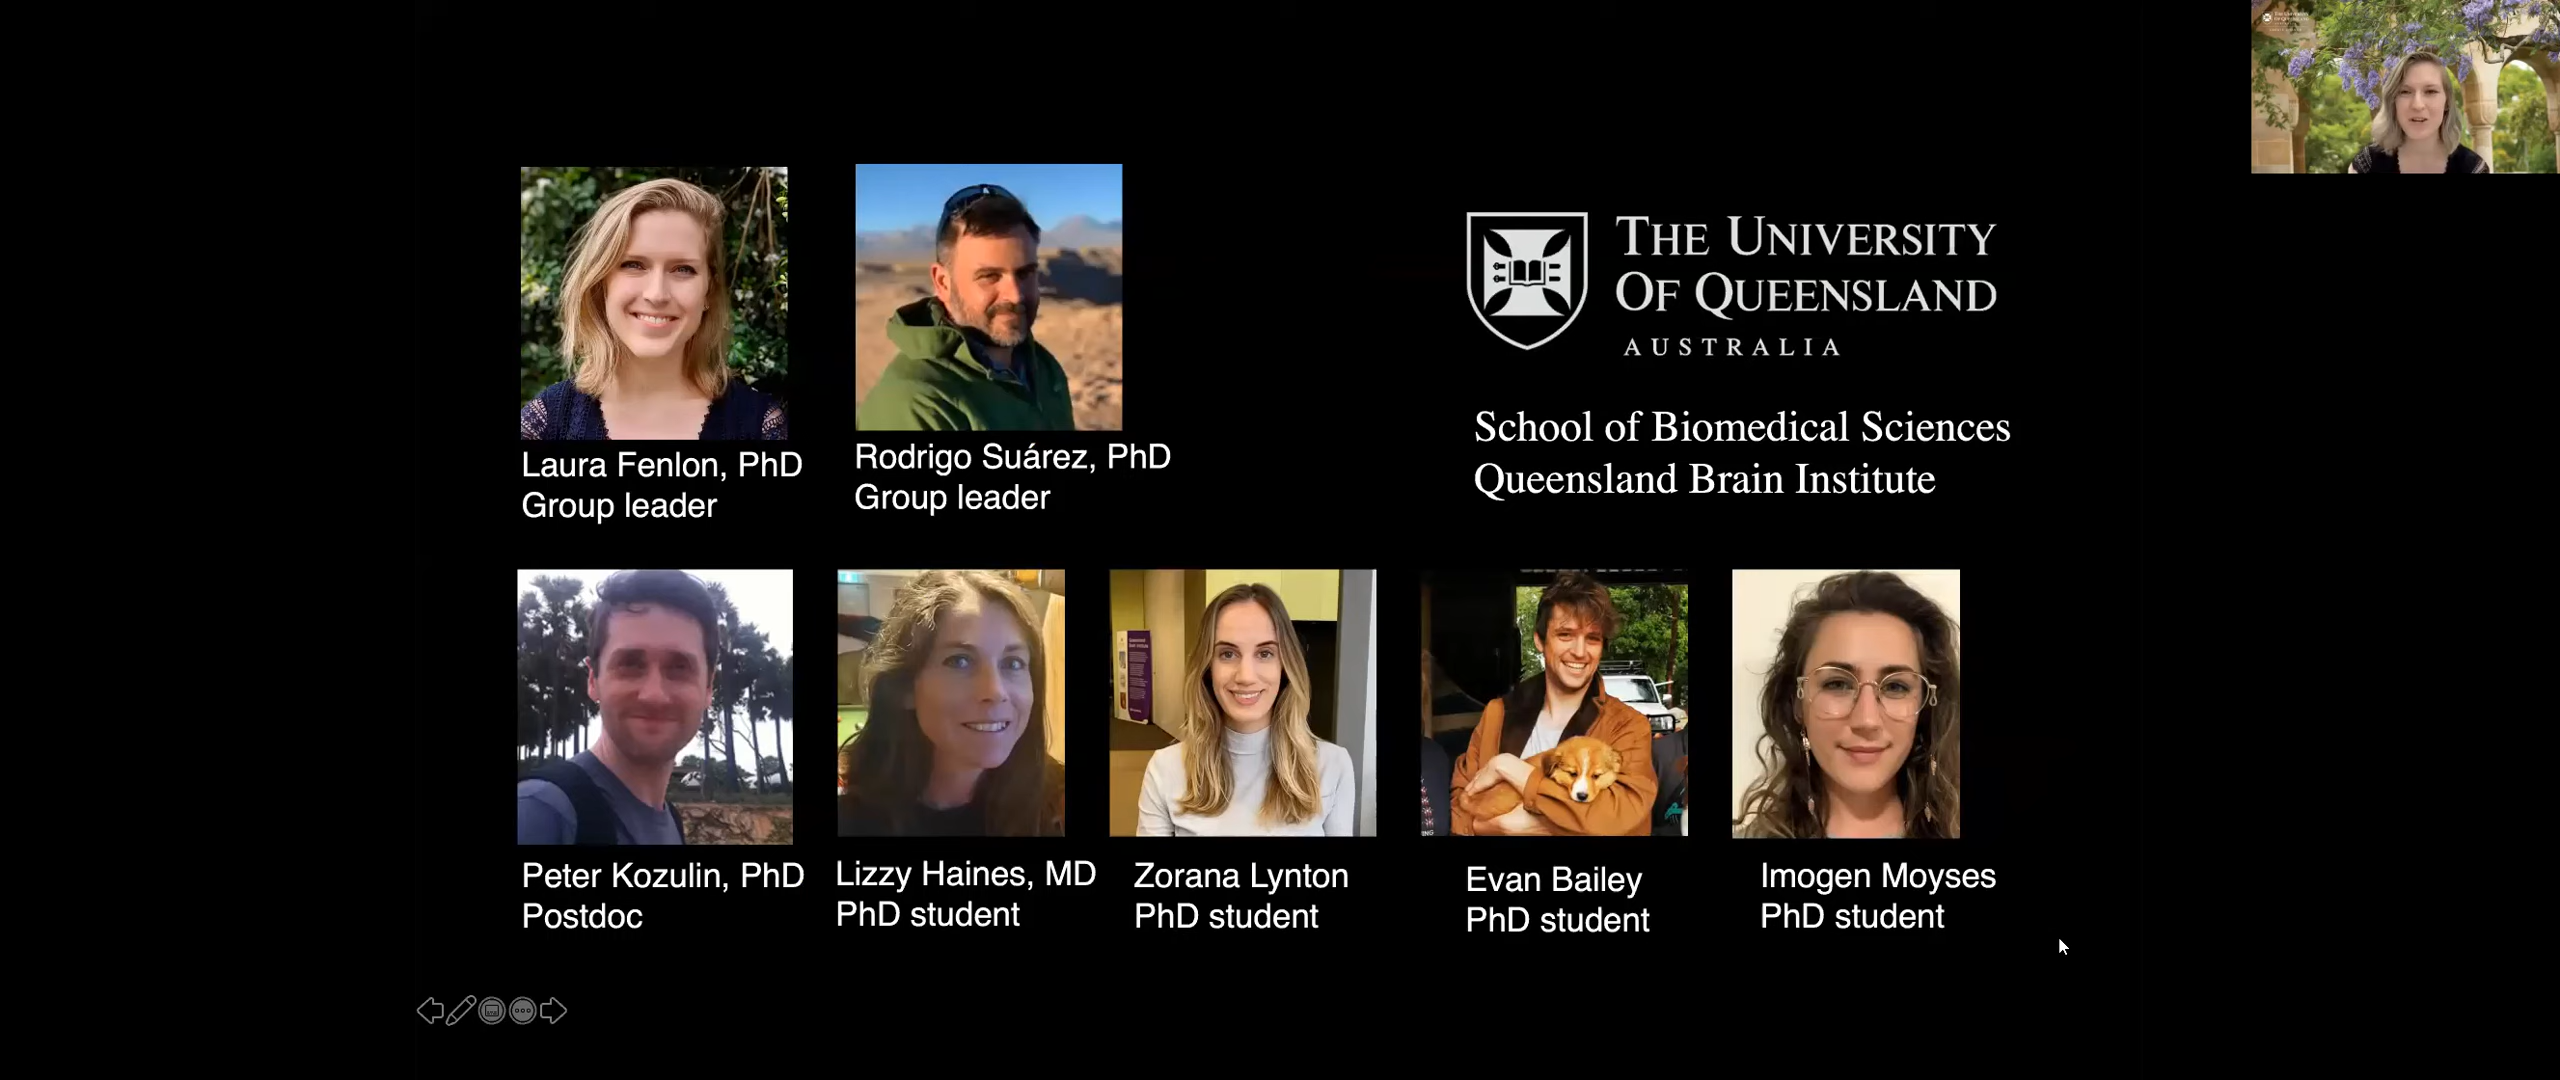 Laura Fenlon, PhD
Group leader
Rodrigo Suárez, PhD
Group leader
THE UNIVERSITY
OF QUEENSLAND
AUSTRALIA
School of Biomedical Sciences
Queensland Brain Institute
Peter Kozulin, PhD
Postdoc
Lizzy Haines, MD
PhD student
Zorana Lynton
PhD student
Evan Bailey
PhD student
Imogen Moyses
PhD student